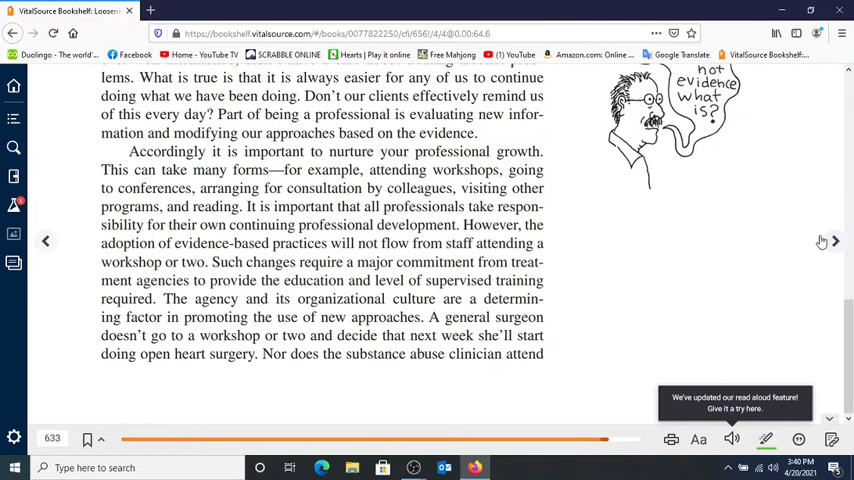 VitalSource Bookshelf: Loosene
https://bookshelf.vitalsource.com/#/books/0077822250/cfi/656!/4/4@0.00:64.6
Duolingo - The world'...
Facebook
Home - YouTube TV
SCRABBLE ONLINE
Hearts | Play it online
Free Mahjong
(1) YouTube
Amazon.com: Online...
Google Translate
VitalSource Bookshel...
lems. What is true is that it is always easier for any of us to continue
doing what we have been doing. Don't our clients effectively remind us
of this every day? Part of being a professional is evaluating new infor-
mation and modifying our approaches based on the evidence.
Accordingly it is important to nurture your professional growth.
This can take many forms—for example, attending workshops, going
to conferences, arranging for consultation by colleagues, visiting other
programs, and reading. It is important that all professionals take respon-
sibility for their own continuing professional development. However, the
adoption of evidence-based practices will not flow from staff attending a
workshop or two. Such changes require a major commitment from treat-
ment agencies to provide the education and level of supervised training
required. The agency and its organizational culture are a determin-
ing factor in promoting the use of new approaches. A general surgeon
doesn't go to a workshop or two and decide that next week she'll start
doing open heart surgery. Nor does the substance abuse clinician attend
not
evidence
what
is?
We've updated our read aloud feature!
Give it a try here.
633
Aa
Type here to search
3:40 PM
4/20/2021